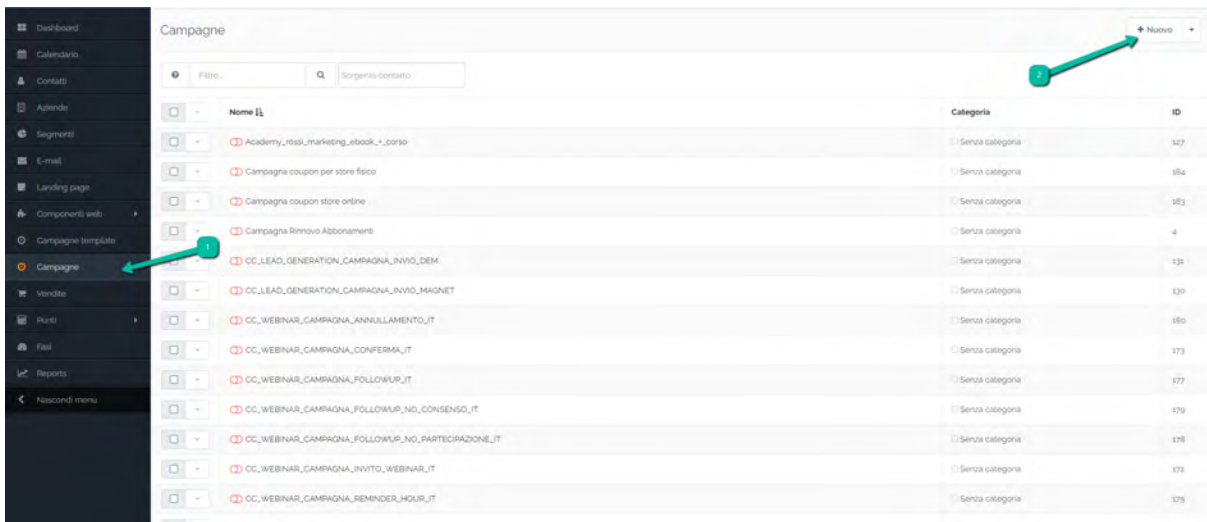 Dashboard
Calendario
Contatti
Aziende
Segmenti
E-mail
Landing page
Componenti web
Campagne template
Campagne
Vendite
Punti
Fasi
Reports
Nascondi menu
Campagne
+ Nuovo
1
2
Filtro...
Sorgente contatto
Nome Categoria ID
Academy_rossi_marketing_ebook_+_corso Senza categoria 127
Campagna coupon per store fisico Senza categoria 184
Campagna coupon store online Senza categoria 183
Campagna Rinnovo Abbonamenti Senza categoria 4
CC_LEAD_GENERATION_CAMPAGNA_INVIO_DEM Senza categoria 131
CC_LEAD_GENERATION_CAMPAGNA_INVIO_MAGNET Senza categoria 130
CC_WEBINAR_CAMPAGNA_ANNULLAMENTO_IT Senza categoria 180
CC_WEBINAR_CAMPAGNA_CONFERMA_IT Senza categoria 173
CC_WEBINAR_CAMPAGNA_FOLLOWUP_IT Senza categoria 177
CC_WEBINAR_CAMPAGNA_FOLLOWUP_NO_CONSENSO_IT Senza categoria 179
CC_WEBINAR_CAMPAGNA_FOLLOWUP_NO_PARTECIPAZIONE_IT Senza categoria 178
CC_WEBINAR_CAMPAGNA_INVITO_WEBINAR_IT Senza categoria 172
CC_WEBINAR_CAMPAGNA_REMINDER_HOUR_IT Senza categoria 175